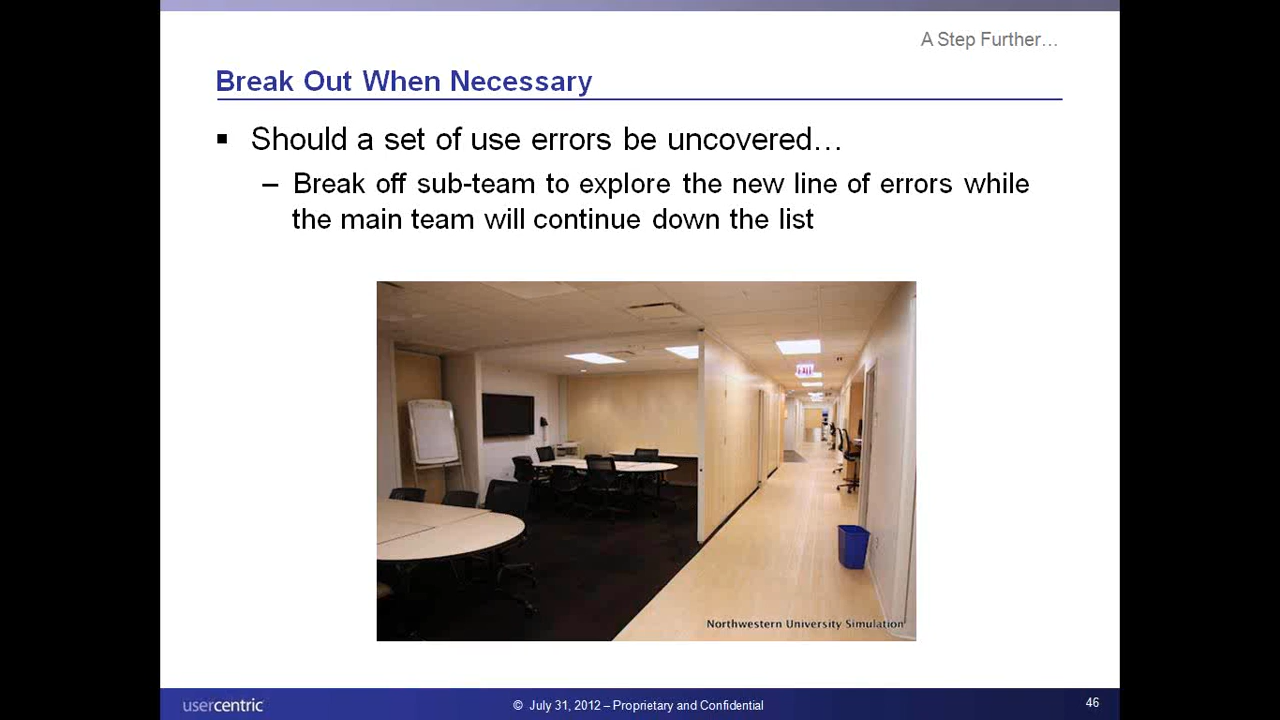 A Step Further…
Break Out When Necessary
Should a set of use errors be uncovered…
– Break off sub-team to explore the new line of errors while
the main team will continue down the list
EXIT
Northwestern University Simulation
usercentric
© July 31, 2012 – Proprietary and Confidential
46